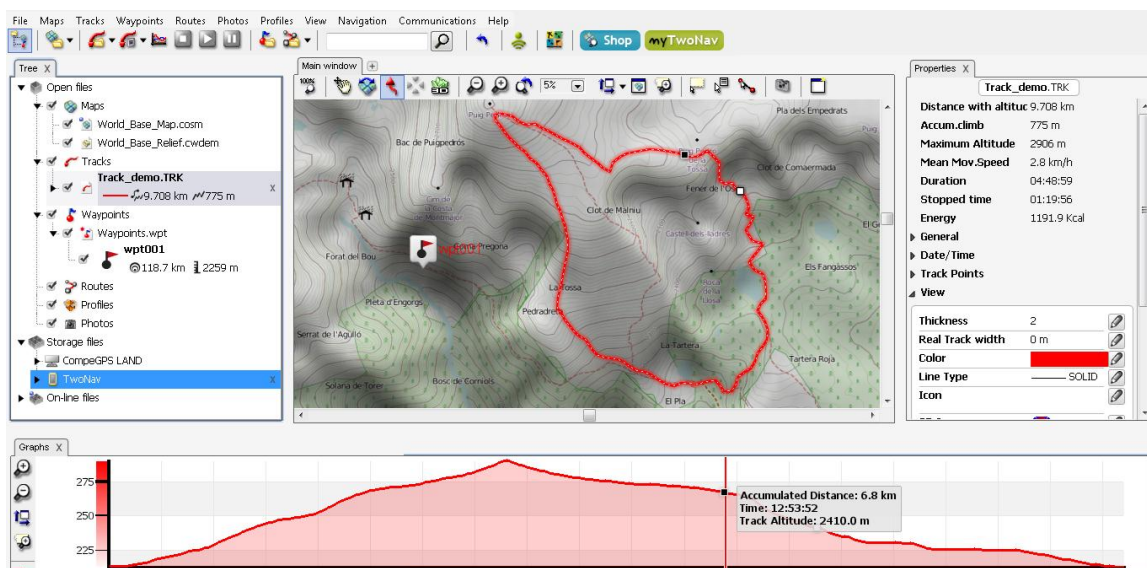 File Maps Tracks Waypoints Routes Photos Profiles View Navigation Communications Help
Shop myTwoNav
Tree X
Open files
Maps
World_Base_Map.cosm
World_Base_Relief.cwdem
Tracks
Track_demo.TRK
9.708 km 775 m
x
Waypoints
Waypoints.wpt
wpt001
118.7 km 2259 m
Routes
Profiles
Photos
Storage files
CompeGPS LAND
TwoNav x
On-line files
Main window
100%
5%
Pla dels Empedrats
Bac de Puigpedrós
Clot de Comaermada
Clot de Malniu
Castell dels Lladres
wpt001
Pregona
Forat del Bou
Els Fangassos
La Tossa
Pleta d'Engorgs
Pedradreta
Serrat de l'Agulló
La Tartera
Tartera Roja
Solana de Torer
Bosc de Corniols
El Pla
Properties X
Track_demo.TRK
Distance with altituc 9.708 km
Accum.climb 775 m
Maximum Altitude 2906 m
Mean Mov.Speed 2.8 km/h
Duration 04:48:59
Stopped time 01:19:56
Energy 1191.9 Kcal
General
Date/Time
Track Points
View
Thickness 2
Real Track width 0 m
Color
Line Type SOLID
Icon
Graphs X
275
250
225
Accumulated Distance: 6.8 km
Time: 12:53:52
Track Altitude: 2410.0 m